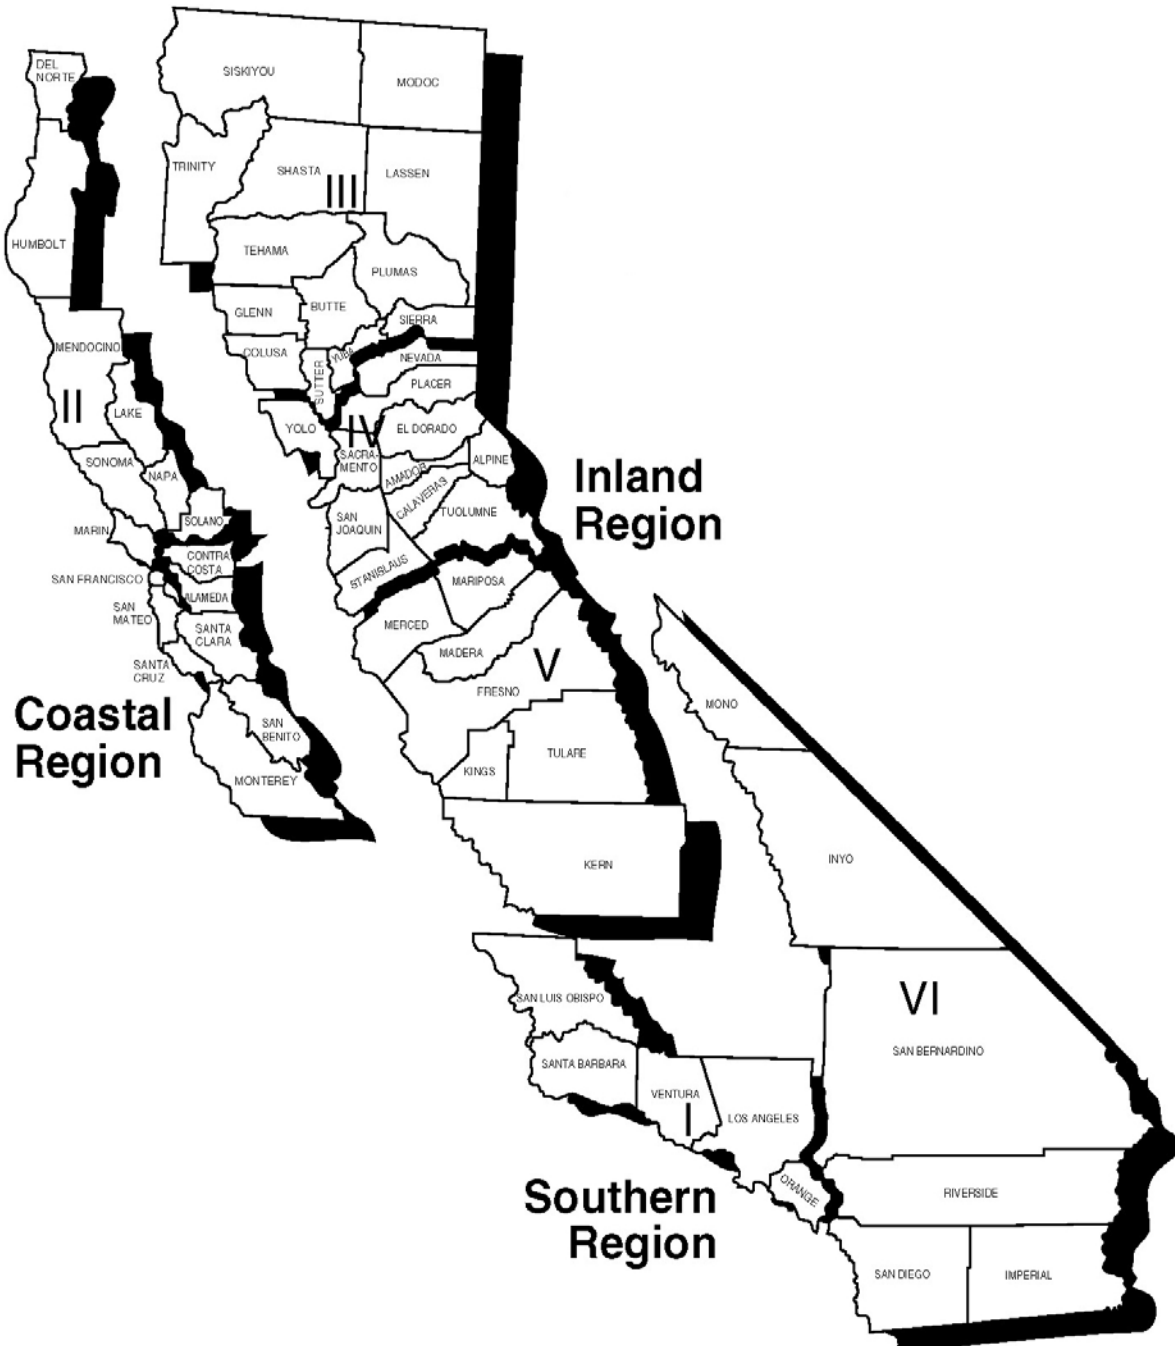 DEL
NORTE
SISKIYOU
MODOC
TRINITY
SHASTA
LASSEN
III
HUMBOLT
TEHAMA
PLUMAS
GLENN
BUTTE
SIERRA
MENDOCINO
COLUSA
YUBA
NEVADA
SUTTER
PLACER
II
LAKE
YOLO
IV
EL DORADO
SACRA-
MENTO
SONOMA
NAPA
AMADOR
ALPINE
Inland
Region
CALAVERAS
TUOLUMNE
MARIN
SOLANO
SAN
JOAQUIN
CONTRA
COSTA
STANISLAUS
SAN FRANCISCO
MARIPOSA
ALAMEDA
SAN
MATEO
SANTA
CLARA
MERCED
MADERA
SANTA
CRUZ
V
FRESNO
MONO
Coastal
Region
SAN
BENITO
MONTEREY
KINGS
TULARE
KERN
INYO
SAN LUIS OBISPO
VI
SAN BERNARDINO
SANTA BARBARA
VENTURA
I
LOS ANGELES
Southern
Region
ORANGE
RIVERSIDE
SAN DIEGO
IMPERIAL